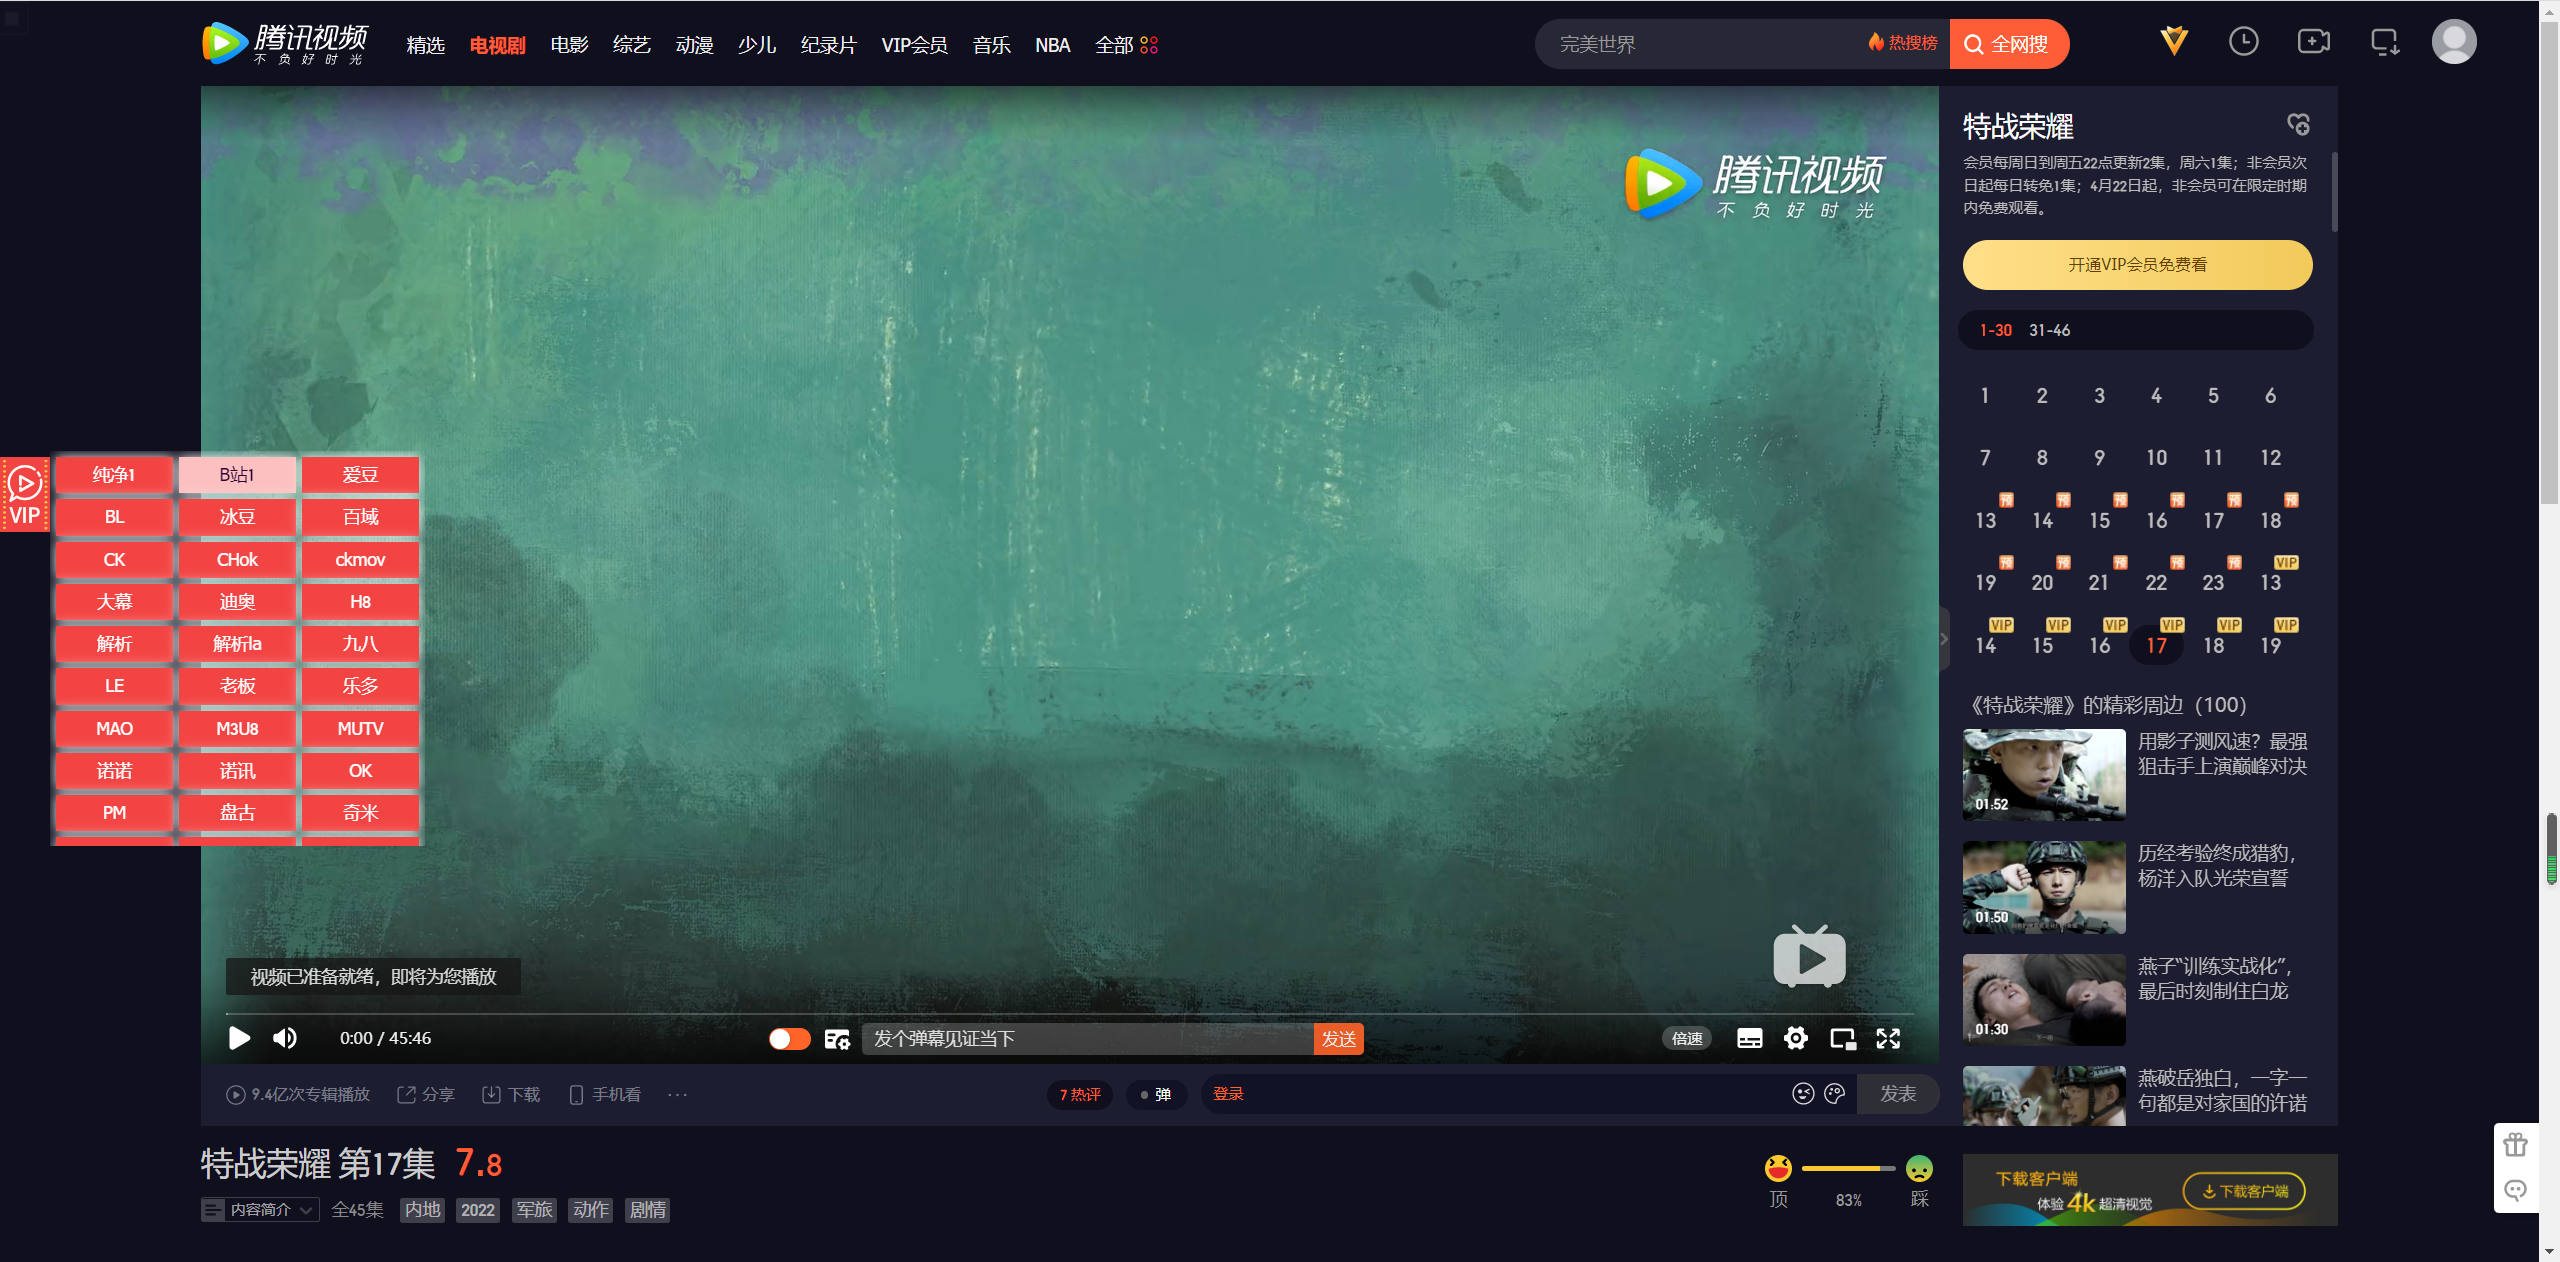 腾讯视频
不负好时光
精选 电视剧 电影 综艺 动漫 少儿 纪录片 VIP会员 音乐 NBA 全部
完美世界 热搜榜 全网搜
腾讯视频
不负好时光
特战荣耀
会员每周日到周五22点更新2集，周六1集；非会员次
日起每日转免1集；4月22日起，非会员可在限定时期
内免费观看。
开通VIP会员免费看
1-30 31-46
1 2 3 4 5 6
7 8 9 10 11 12
预 预 预 预 预 预
13 14 15 16 17 18
预 预 预 预 预 VIP
19 20 21 22 23 13
VIP VIP VIP VIP VIP VIP
14 15 16 17 18 19
VIP
纯净1 B站1 爱豆
BL 冰豆 百域
CK CHok ckmov
大幕 迪奥 H8
解析 解析la 九八
LE 老板 乐多
MAO M3U8 MUTV
诺诺 诺讯 OK
PM 盘古 奇米
《特战荣耀》的精彩周边（100）
用影子测风速？最强
狙击手上演巅峰对决
01:52
历经考验终成猎豹，
杨洋入队光荣宣誓
01:50
燕子“训练实战化”，
最后时刻制住白龙
01:30
燕破岳独白，一字一
句都是对家国的许诺
视频已准备就绪，即将为您播放
0:00 / 45:46 发个弹幕见证当下 发送 倍速
9.4亿次专辑播放 分享 下载 手机看 ··· 7 热评 弹 登录 发表
特战荣耀 第17集 7.8
内容简介 全45集 内地 2022 军旅 动作 剧情
顶 83% 踩
下载客户端
体验4k超清视觉
下载客户端